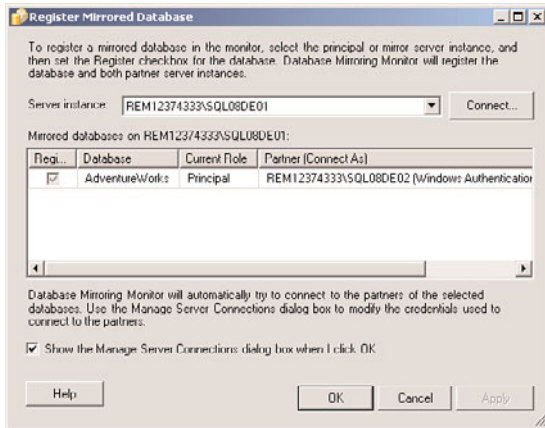 Register Mirrored Database
To register a mirrored database in the monitor, select the principal or mirror server instance, and
then set the Register checkbox for the database. Database Mirroring Monitor will register the
database and both partner server instances.
Server instance: REM12374333\SQL08DE01 Connect...
Mirrored databases on REM12374333\SQL08DE01:
Regi... Database Current Role Partner (Connect As)
AdventureWorks Principal REM12374333\SQL08DE02 (Windows Authentication
Database Mirroring Monitor will automatically try to connect to the partners of the selected
databases. Use the Manage Server Connections dialog box to modify the credentials used to
connect to the partners.
Show the Manage Server Connections dialog box when I click OK
Help OK Cancel Apply